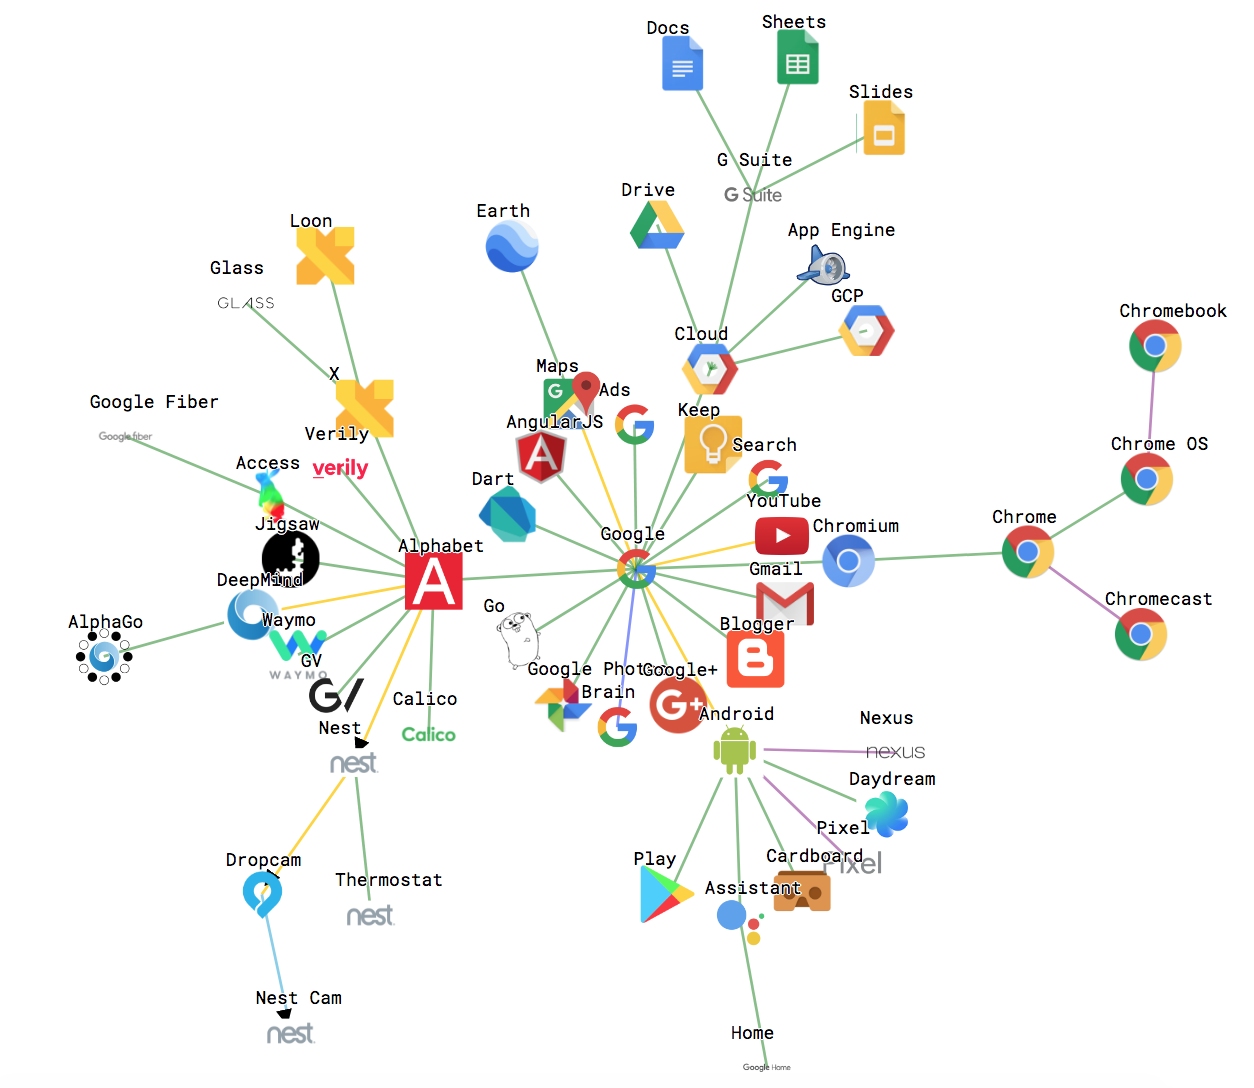 Docs
Sheets
Slides
G Suite
G Suite
Drive
Earth
Loon
App Engine
Glass
GLASS
GCP
Chromebook
Cloud
X
Maps
G
Ads
Google Fiber
Google fiber
Keep
AngularJS
A
Verily
verily
Search
Chrome OS
Access
Dart
YouTube
Chrome
Jigsaw
Chromium
Google
Alphabet
A
Gmail
DeepMind
Chromecast
Go
Waymo
WAYMO
AlphaGo
Blogger
GV
GV
Google Photos
Google+
G+
Brain
Calico
Calico
Android
Nexus
nexus
Nest
nest
Daydream
Pixel
Pixel
Cardboard
Play
Dropcam
Thermostat
nest
Assistant
Nest Cam
nest
Home
Google Home